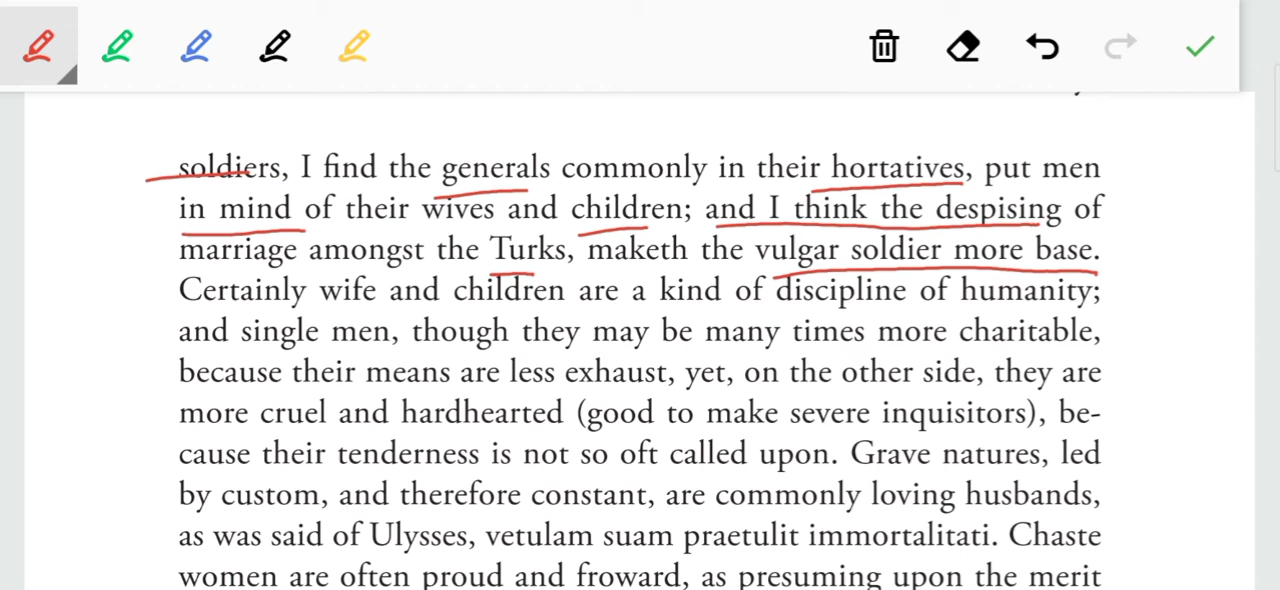 soldiers, I find the generals commonly in their hortatives, put men
in mind of their wives and children; and I think the despising of
marriage amongst the Turks, maketh the vulgar soldier more base.
Certainly wife and children are a kind of discipline of humanity;
and single men, though they may be many times more charitable,
because their means are less exhaust, yet, on the other side, they are
more cruel and hardhearted (good to make severe inquisitors), be-
cause their tenderness is not so oft called upon. Grave natures, led
by custom, and therefore constant, are commonly loving husbands,
as was said of Ulysses, vetulam suam praetulit immortalitati. Chaste
women are often proud and froward, as presuming upon the merit